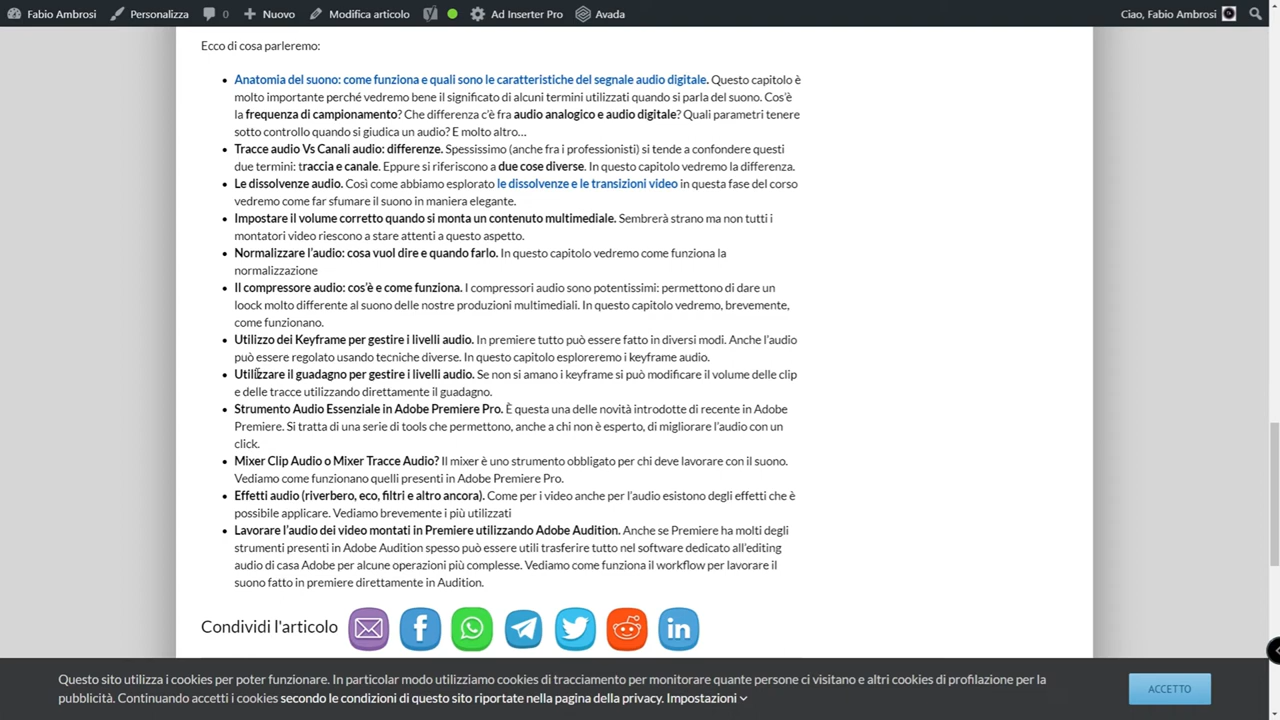 Fabio Ambrosi Personalizza 0 Nuovo Modifica articolo Ad Inserter Pro Avada Ciao, Fabio Ambrosi
Ecco di cosa parleremo:
Anatomia del suono: come funziona e quali sono le caratteristiche del segnale audio digitale. Questo capitolo è
molto importante perché vedremo bene il significato di alcuni termini utilizzati quando si parla del suono. Cos'è
la frequenza di campionamento? Che differenza c'è fra audio analogico e audio digitale? Quali parametri tenere
sotto controllo quando si giudica un audio? E molto altro…
Tracce audio Vs Canali audio: differenze. Spessissimo (anche fra i professionisti) si tende a confondere questi
due termini: traccia e canale. Eppure si riferiscono a due cose diverse. In questo capitolo vedremo la differenza.
Le dissolvenze audio. Così come abbiamo esplorato le dissolvenze e le transizioni video in questa fase del corso
vedremo come far sfumare il suono in maniera elegante.
Impostare il volume corretto quando si monta un contenuto multimediale. Sembrerà strano ma non tutti i
montatori video riescono a stare attenti a questo aspetto.
Normalizzare l'audio: cosa vuol dire e quando farlo. In questo capitolo vedremo come funziona la
normalizzazione
Il compressore audio: cos'è e come funziona. I compressori audio sono potentissimi: permettono di dare un
loock molto differente al suono delle nostre produzioni multimediali. In questo capitolo vedremo, brevemente,
come funzionano.
Utilizzo dei Keyframe per gestire i livelli audio. In premiere tutto può essere fatto in diversi modi. Anche l'audio
può essere regolato usando tecniche diverse. In questo capitolo esploreremo i keyframe audio.
Utilizzare il guadagno per gestire i livelli audio. Se non si amano i keyframe si può modificare il volume delle clip
e delle tracce utilizzando direttamente il guadagno.
Strumento Audio Essenziale in Adobe Premiere Pro. È questa una delle novità introdotte di recente in Adobe
Premiere. Si tratta di una serie di tools che permettono, anche a chi non è esperto, di migliorare l'audio con un
click.
Mixer Clip Audio o Mixer Tracce Audio? Il mixer è uno strumento obbligato per chi deve lavorare con il suono.
Vediamo come funzionano quelli presenti in Adobe Premiere Pro.
Effetti audio (riverbero, eco, filtri e altro ancora). Come per i video anche per l'audio esistono degli effetti che è
possibile applicare. Vediamo brevemente i più utilizzati
Lavorare l'audio dei video montati in Premiere utilizzando Adobe Audition. Anche se Premiere ha molti degli
strumenti presenti in Adobe Audition spesso può essere utili trasferire tutto nel software dedicato all'editing
audio di casa Adobe per alcune operazioni più complesse. Vediamo come funziona il workflow per lavorare il
suono fatto in premiere direttamente in Audition.
Condividi l'articolo
Questo sito utilizza i cookies per poter funzionare. In particolar modo utilizziamo cookies di tracciamento per monitorare quante persone ci visitano e altri cookies di profilazione per la
pubblicità. Continuando accetti i cookies secondo le condizioni di questo sito riportate nella pagina della privacy. Impostazioni
ACCETTO